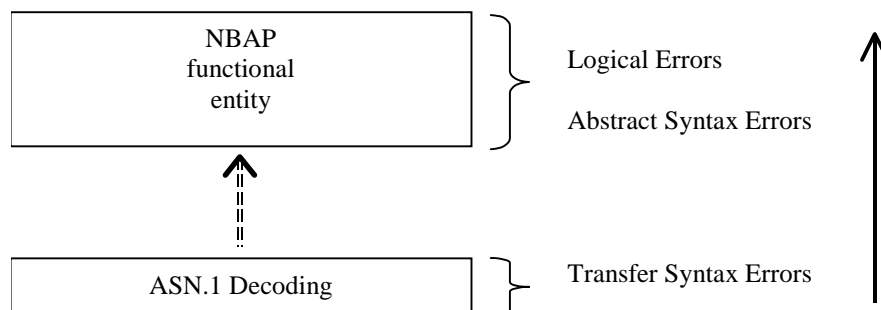 NBAP
functional
entity
Logical Errors
Abstract Syntax Errors
ASN.1 Decoding
Transfer Syntax Errors